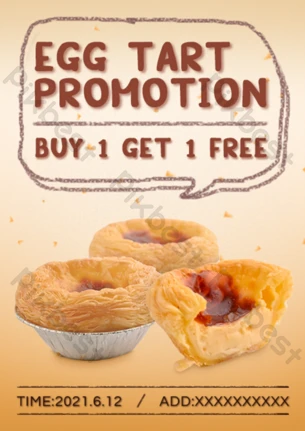 EGG TART
PROMOTION
BUY 1 GET 1 FREE
TIME:2021.6.12 / ADD:XXXXXXXXXX